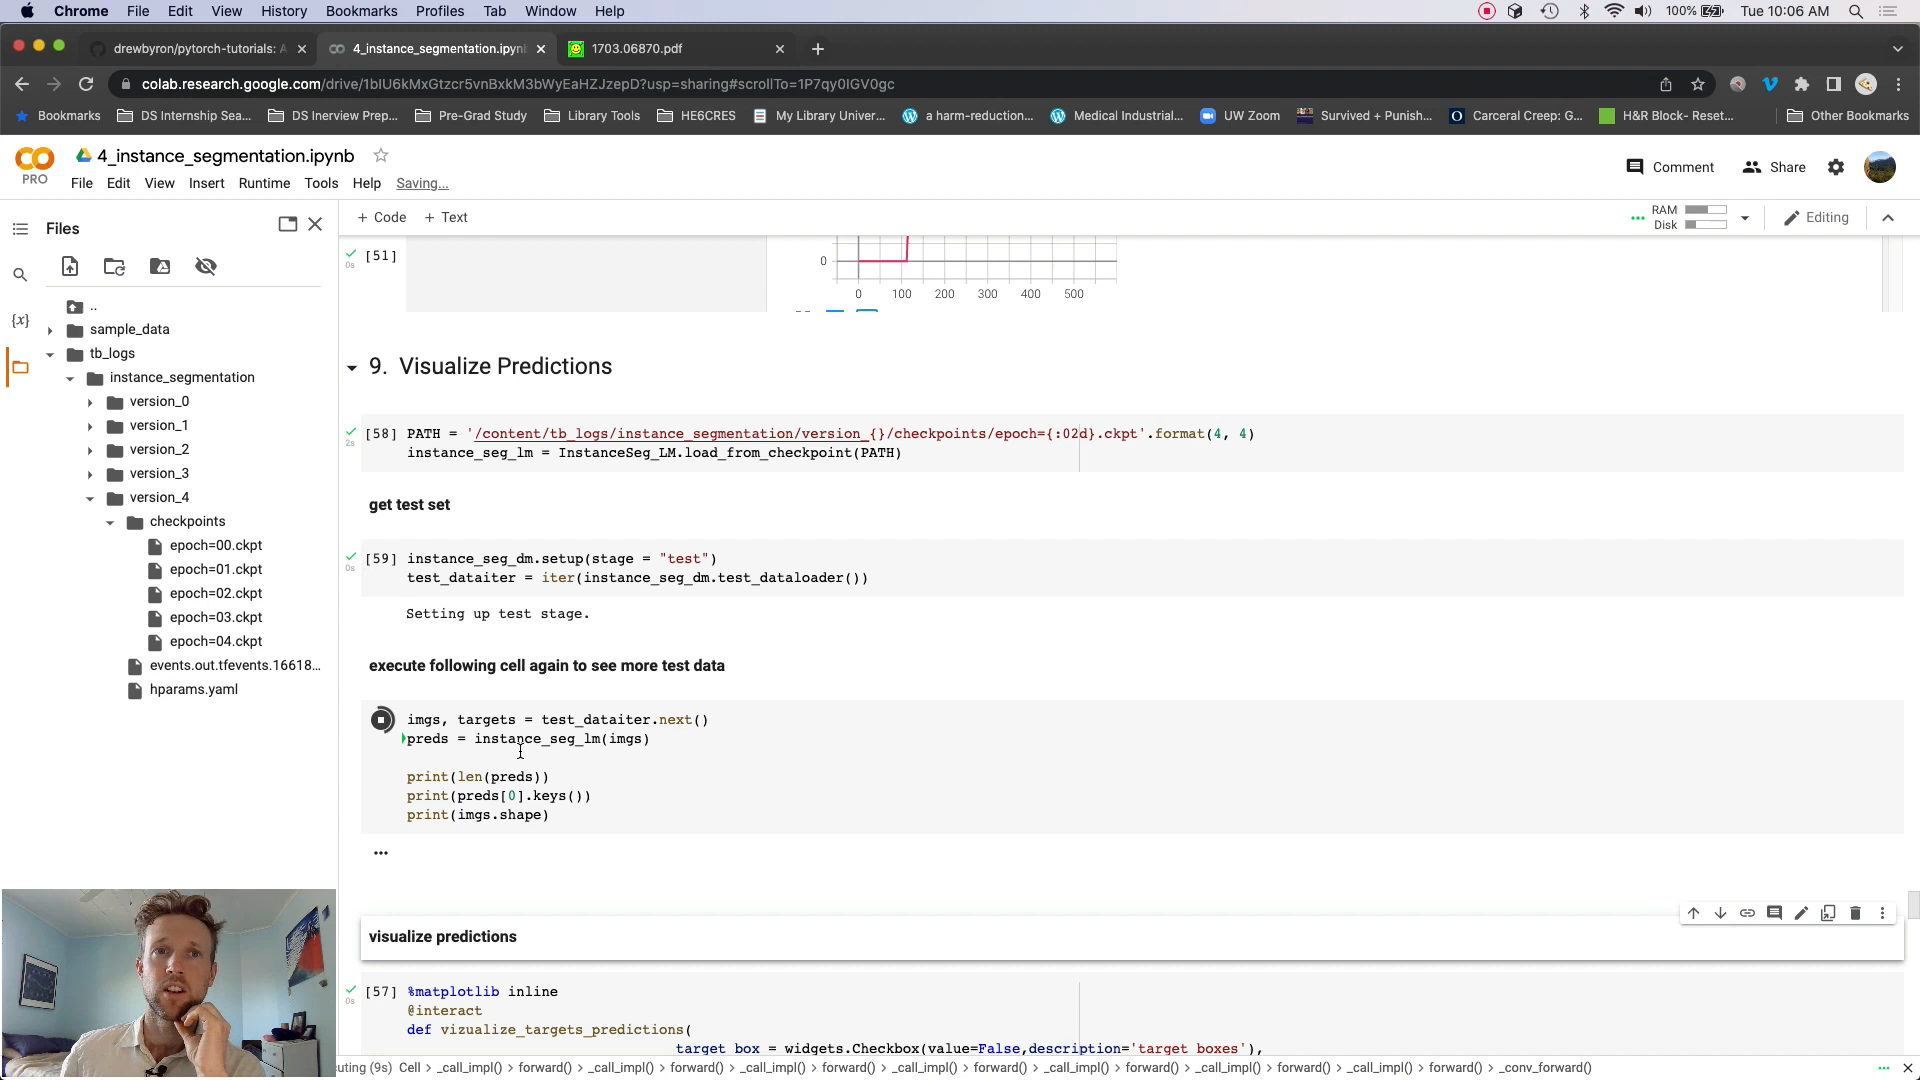 Chrome File Edit View History Bookmarks Profiles Tab Window Help 100% Tue 10:06 AM
drewbyron/pytorch-tutorials: A 4_instance_segmentation.ipyn 1703.06870.pdf
colab.research.google.com/drive/1bIU6kMxGtzcr5vnBxkM3bWyEaHZJzepD?usp=sharing#scrollTo=1P7qy0IGV0gc
Bookmarks DS Internship Sea... DS Inerview Prep... Pre-Grad Study Library Tools HE6CRES My Library Univer... a harm-reduction... Medical Industrial... UW Zoom Survived + Punish... Carceral Creep: G... H&R Block- Reset... Other Bookmarks
4_instance_segmentation.ipynb
PRO
File Edit View Insert Runtime Tools Help Saving...
Comment Share
Files
+ Code + Text
RAM
Disk
Editing
..
sample_data
tb_logs
instance_segmentation
version_0
version_1
version_2
version_3
version_4
checkpoints
epoch=00.ckpt
epoch=01.ckpt
epoch=02.ckpt
epoch=03.ckpt
epoch=04.ckpt
events.out.tfevents.16618...
hparams.yaml
{x}
0s [51]
0
0 100 200 300 400 500
9. Visualize Predictions
[58] PATH = '/content/tb_logs/instance_segmentation/version_{}/checkpoints/epoch={:02d}.ckpt'.format(4, 4)
2s
instance_seg_lm = InstanceSeg_LM.load_from_checkpoint(PATH)
get test set
[59] instance_seg_dm.setup(stage = "test")
0s
test_dataiter = iter(instance_seg_dm.test_dataloader())
Setting up test stage.
execute following cell again to see more test data
imgs, targets = test_dataiter.next()
preds = instance_seg_lm(imgs)
print(len(preds))
print(preds[0].keys())
print(imgs.shape)
...
visualize predictions
[57] %matplotlib inline
0s
@interact
def vizualize_targets_predictions(
target_box = widgets.Checkbox(value=False,description='target boxes'),
uting (9s) Cell > _call_impl() > forward() > _call_impl() > forward() > _call_impl() > forward() > _call_impl() > forward() > _call_impl() > forward() > _call_impl() > forward() > _call_impl() > forward() > _conv_forward()